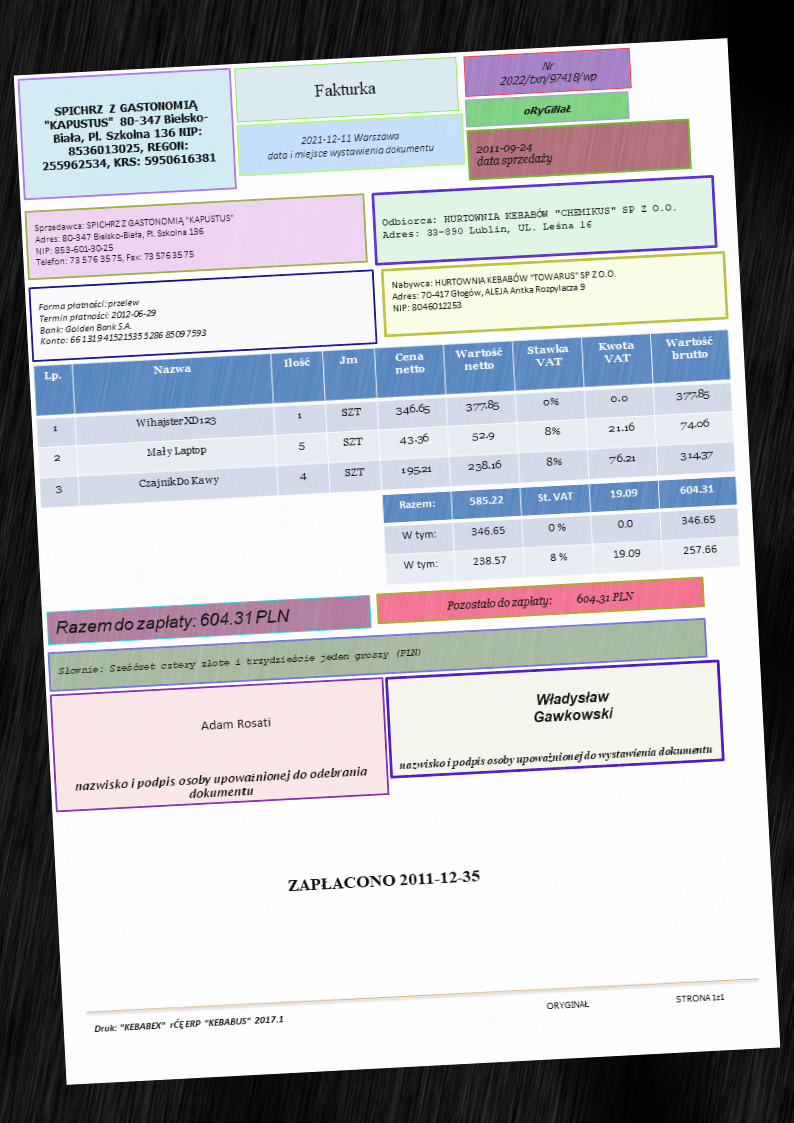 SPICHRZ Z GASTONOMIĄ
"KAPUSTUS" 80-347 Bielsko-
Biała, Pl. Szkolna 136 NIP:
8536013025, REGON:
255962534, KRS: 5950616381
Fakturka
2021-12-11 Warszawa
data i miejsce wystawienia dokumentu
Nr
2022/txn/97418/wp
oRyGiNaŁ
2011-09-24
data sprzedaży
Sprzedawca: SPICHRZ Z GASTONOMIĄ "KAPUSTUS"
Adres: 80-347 Bielsko-Biała, Pl. Szkolna 136
NIP: 853-601-30-25
Telefon: 73 576 35 75, Fax: 73 576 35 75
Odbiorca: HURTOWNIA KEBABÓW "CHEMIKUS" SP Z O.O.
Adres: 33-890 Lublin, UL. Leśna 16
Forma płatności: przelew
Termin płatności: 2012-06-29
Bank: Golden Bank S.A.
Konto: 66 1319 4152 1535 5286 8509 7593
Nabywca: HURTOWNIA KEBABÓW "TOWARUS" SP Z O.O.
Adres: 70-417 Głogów, ALEJA Antka Rozpylacza 9
NIP: 8046012253
Lp. Nazwa Ilość Jm Cena netto Wartość netto Stawka VAT Kwota VAT Wartość brutto
1 Wihajster XD123 1 SZT 346.65 377.85 0% 0.0 377.85
2 Mały Laptop 5 SZT 43.36 52.9 8% 21.16 74.06
3 Czajnik Do Kawy 4 SZT 195.21 238.16 8% 76.21 314.37
Razem: 585.22 St. VAT 19.09 604.31
W tym: 346.65 0 % 0.0 346.65
W tym: 238.57 8 % 19.09 257.66
Razem do zapłaty: 604.31 PLN
Pozostało do zapłaty: 604.31 PLN
Słownie: Sześćset cztery złote i trzydzieście jeden groszy (PLN)
Adam Rosati
nazwisko i podpis osoby upoważnionej do odebrania
dokumentu
Władysław
Gawkowski
nazwisko i podpis osoby upoważnionej do wystawienia dokumentu
ZAPŁACONO 2011-12-35
Druk: "KEBABEX" rĆĘ ERP "KEBABUS" 2017.1
ORYGINAŁ
STRONA 1z1